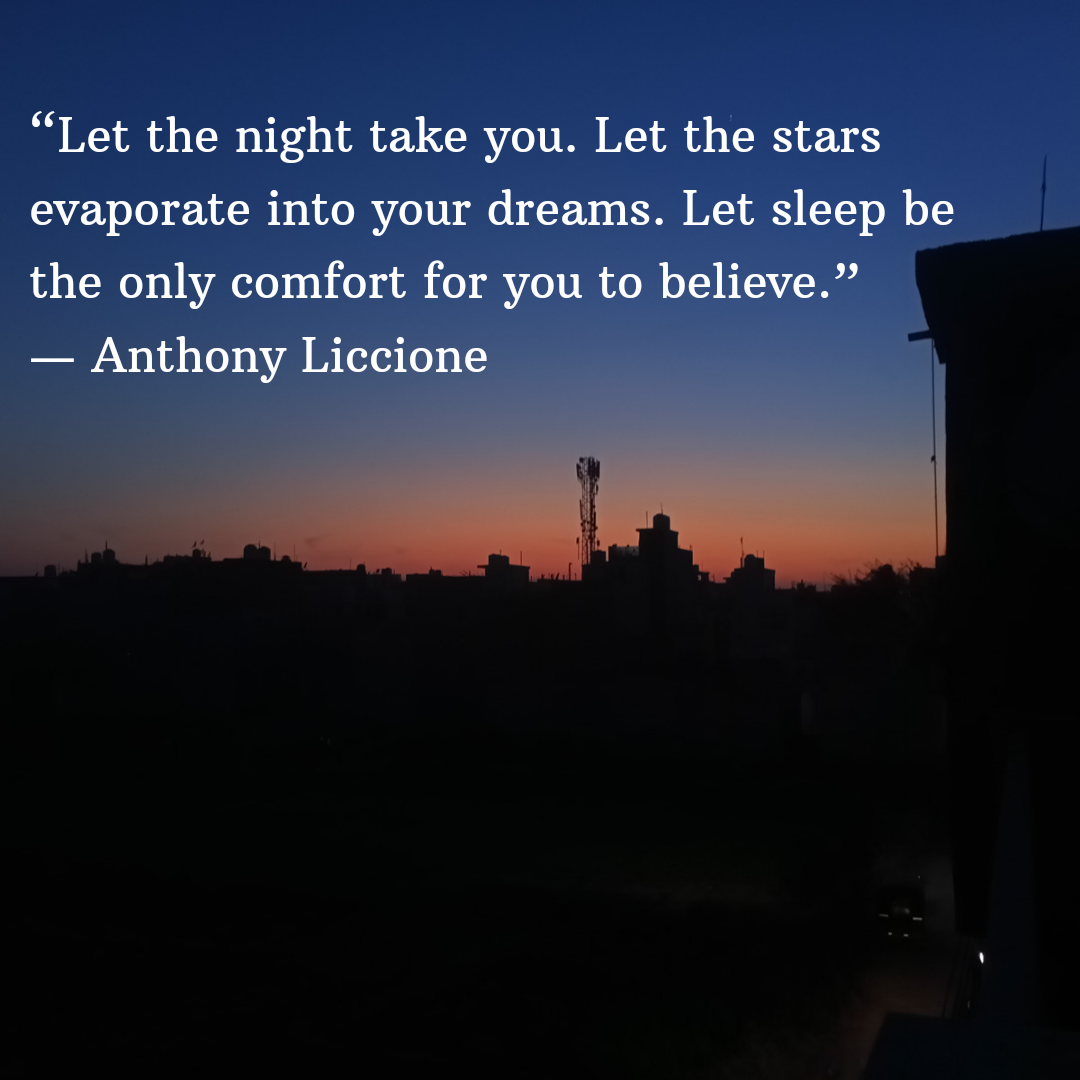 “Let the night take you. Let the stars
evaporate into your dreams. Let sleep be
the only comfort for you to believe.”
— Anthony Liccione